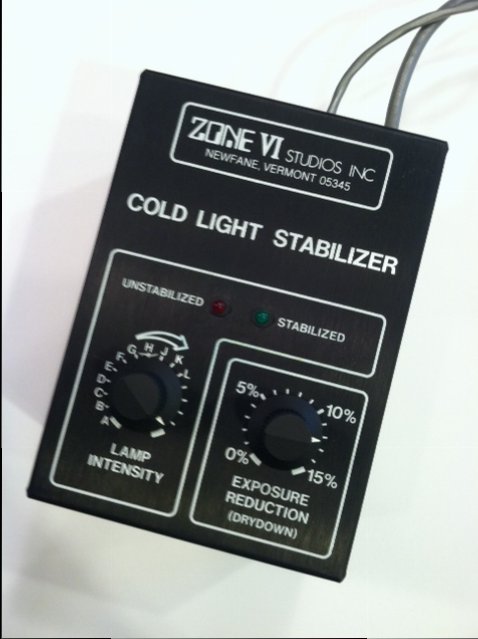 ZONE VI STUDIOS INC
NEWFANE, VERMONT 05345
COLD LIGHT STABILIZER
UNSTABILIZED
STABILIZED
A B C D E F G H J K L
LAMP
INTENSITY
0% 5% 10% 15%
EXPOSURE
REDUCTION
(DRYDOWN)